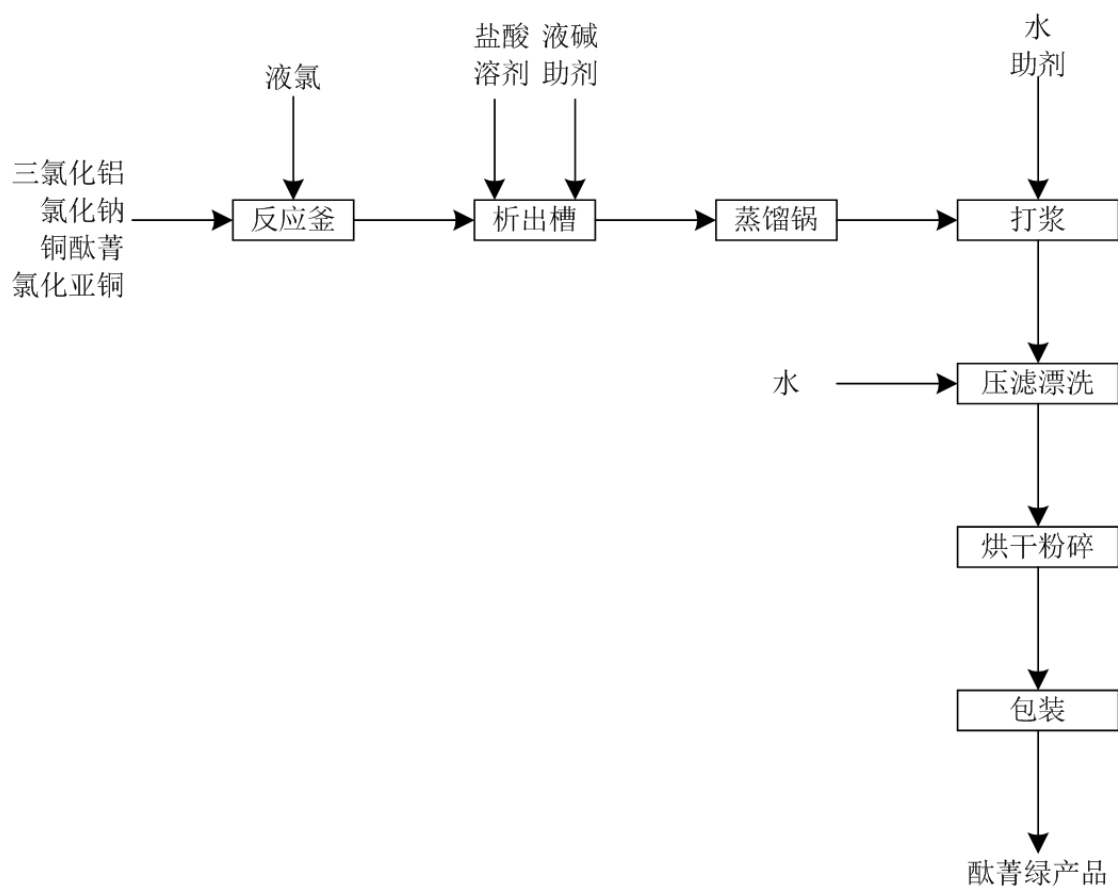 盐酸 液碱
溶剂 助剂
水
助剂
液氯
三氯化铝
氯化钠
铜酞菁
氯化亚铜
反应釜
析出槽
蒸馏锅
打浆
水
压滤漂洗
烘干粉碎
包装
酞菁绿产品